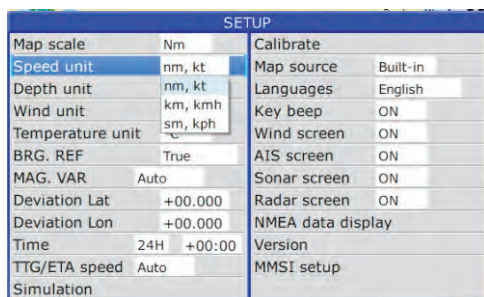 SETUP
Map scale Nm
Speed unit nm, kt
Depth unit nm, kt
Wind unit km, kmh
sm, kph
Temperature unit °C
BRG. REF True
MAG. VAR Auto
Deviation Lat +00.000
Deviation Lon +00.000
Time 24H +00:00
TTG/ETA speed Auto
Simulation
Calibrate
Map source Built-in
Languages English
Key beep ON
Wind screen ON
AIS screen ON
Sonar screen ON
Radar screen ON
NMEA data display
Version
MMSI setup